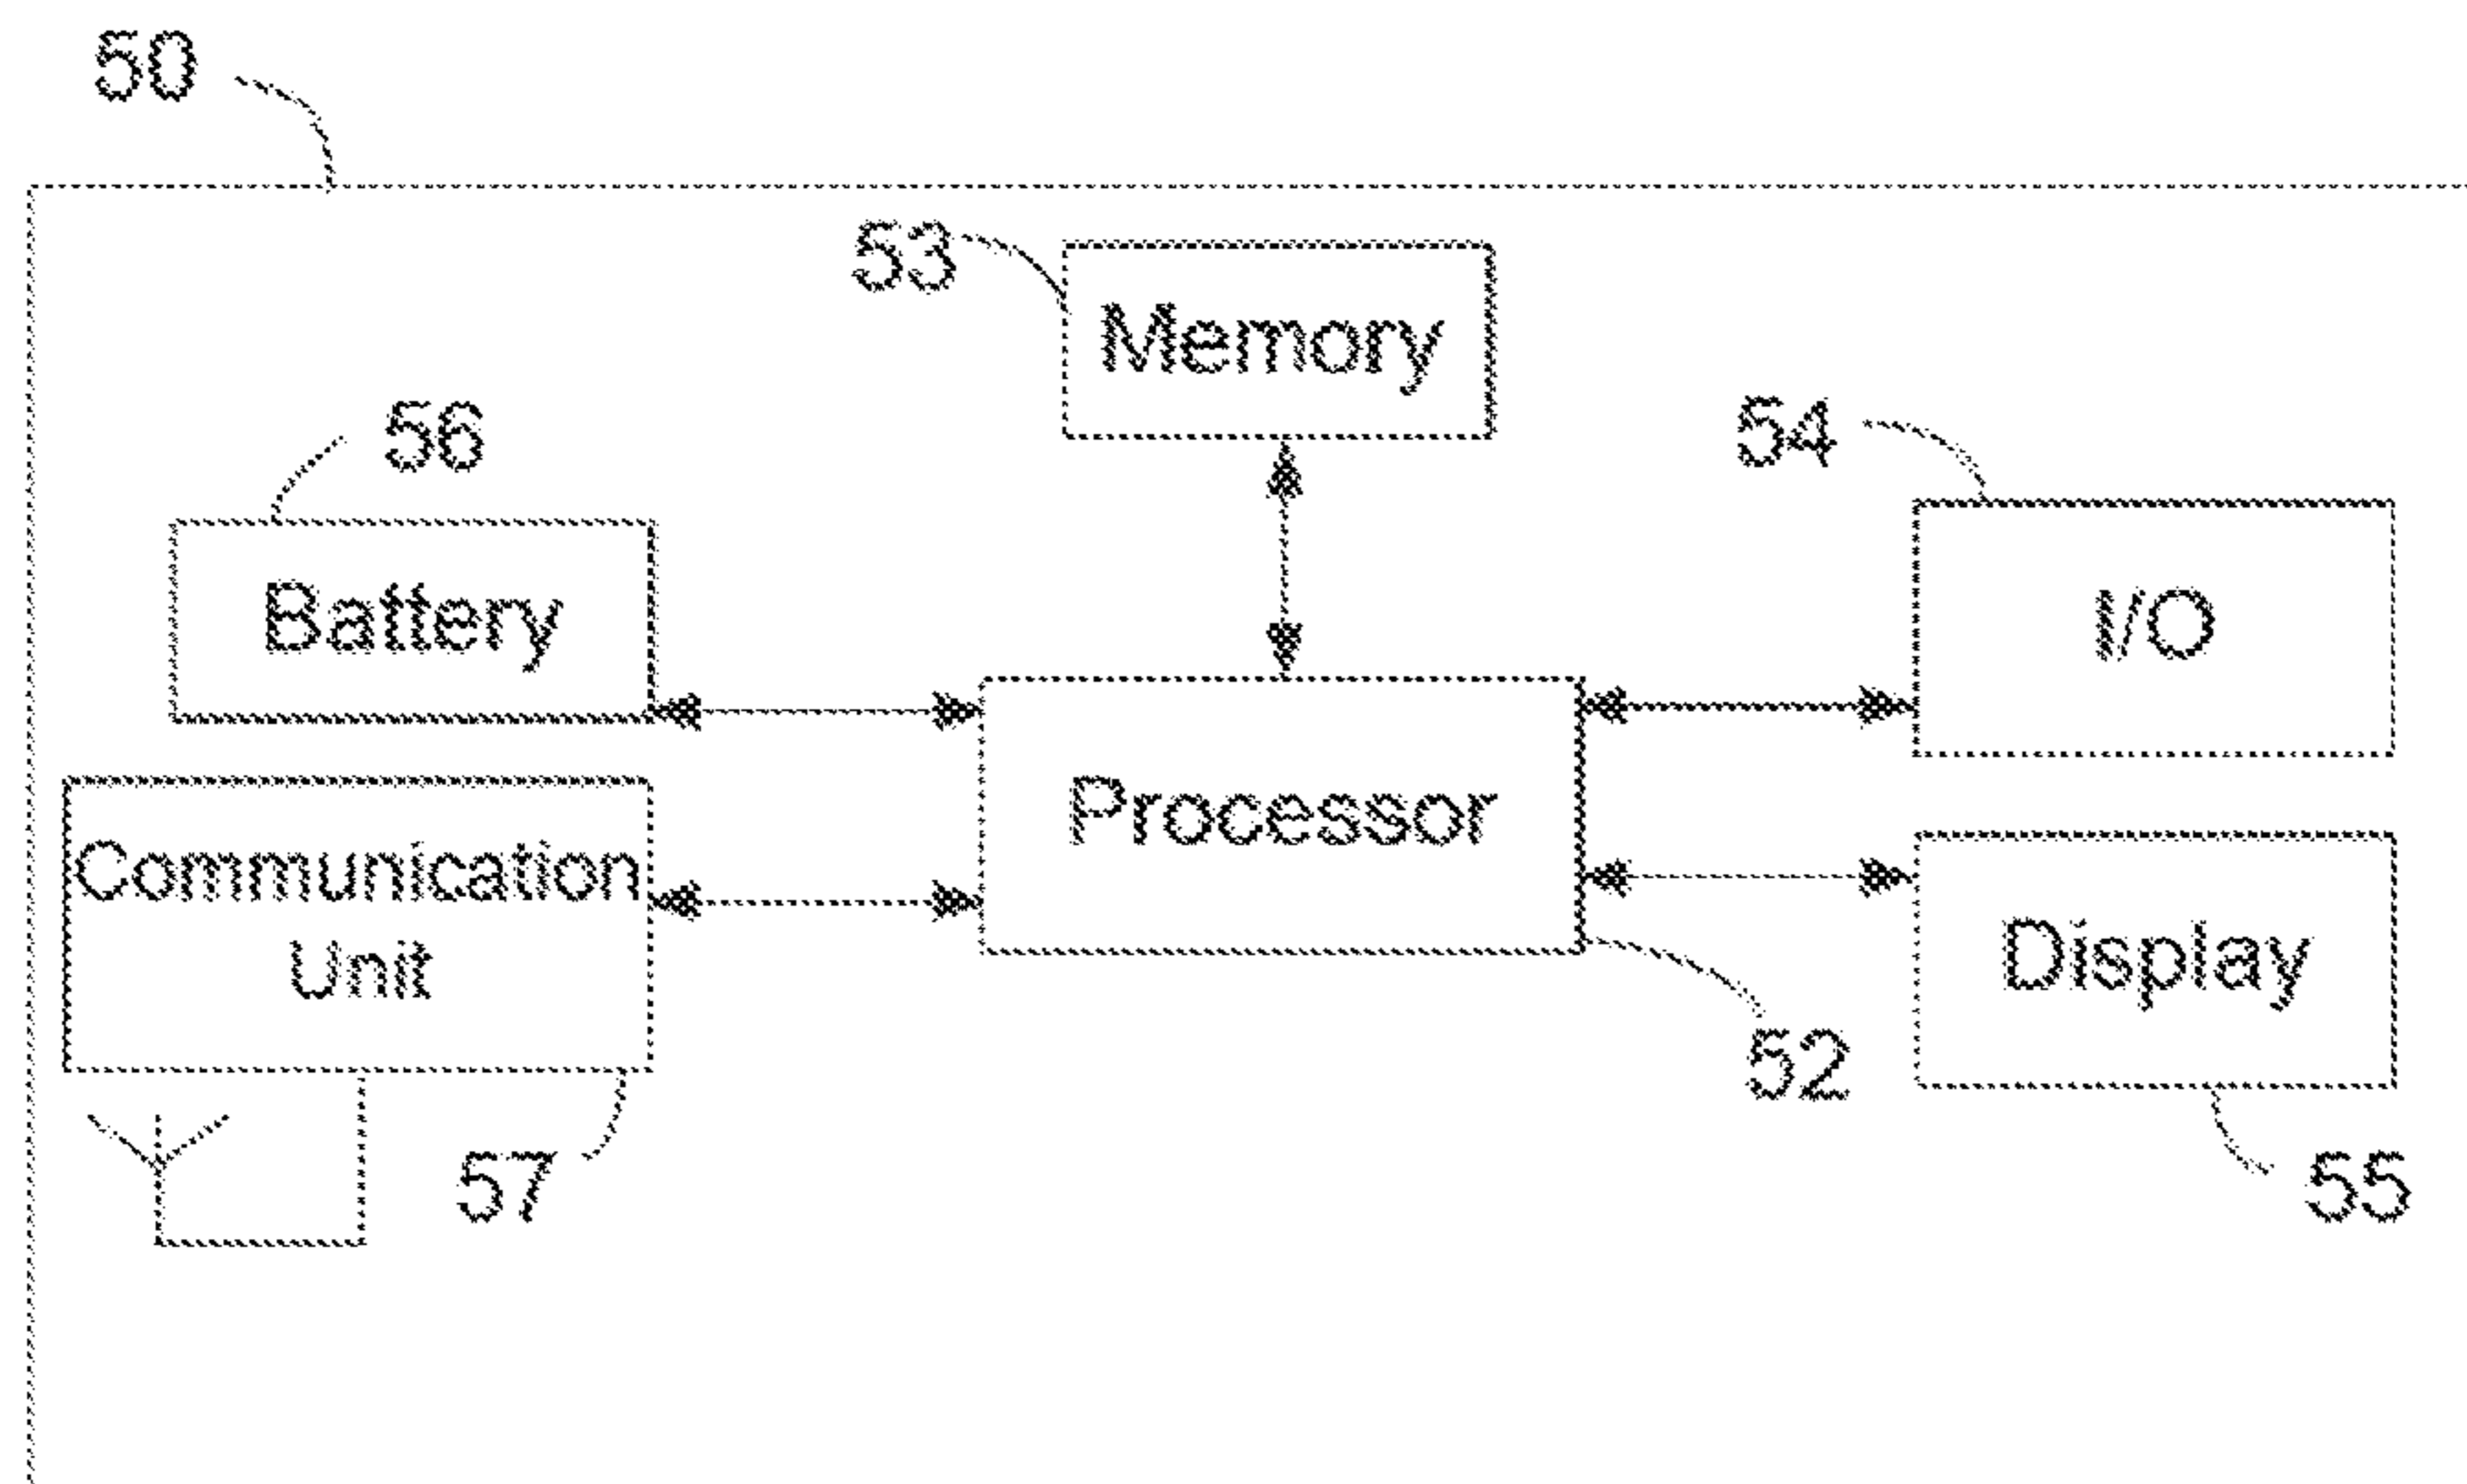 50
53
Memory
56
54
Battery
I/O
Processor
Communication
Unit
Display
52
57
55